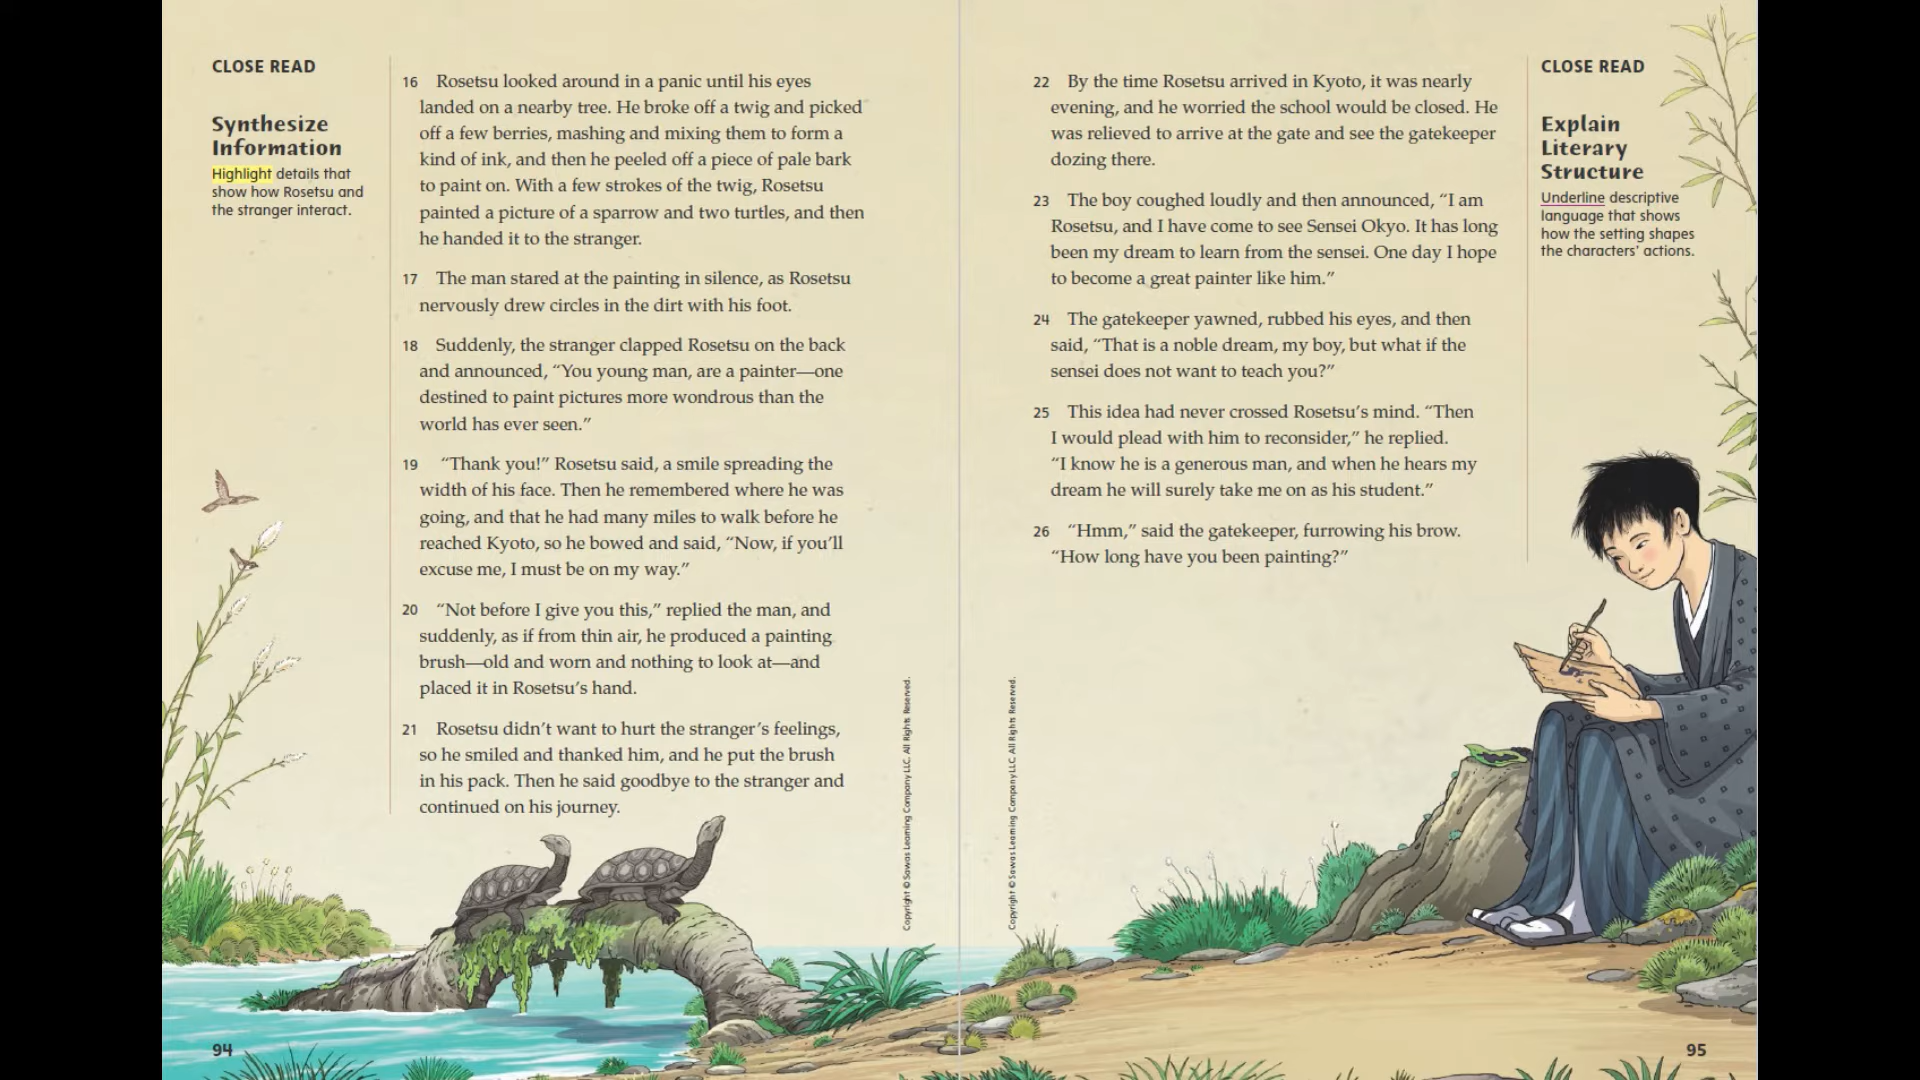 CLOSE READ
Synthesize
Information
Highlight details that
show how Rosetsu and
the stranger interact.
16 Rosetsu looked around in a panic until his eyes
landed on a nearby tree. He broke off a twig and picked
off a few berries, mashing and mixing them to form a
kind of ink, and then he peeled off a piece of pale bark
to paint on. With a few strokes of the twig, Rosetsu
painted a picture of a sparrow and two turtles, and then
he handed it to the stranger.
17 The man stared at the painting in silence, as Rosetsu
nervously drew circles in the dirt with his foot.
18 Suddenly, the stranger clapped Rosetsu on the back
and announced, “You young man, are a painter—one
destined to paint pictures more wondrous than the
world has ever seen.”
19 “Thank you!” Rosetsu said, a smile spreading the
width of his face. Then he remembered where he was
going, and that he had many miles to walk before he
reached Kyoto, so he bowed and said, “Now, if you’ll
excuse me, I must be on my way.”
20 “Not before I give you this,” replied the man, and
suddenly, as if from thin air, he produced a painting
brush—old and worn and nothing to look at—and
placed it in Rosetsu’s hand.
21 Rosetsu didn’t want to hurt the stranger’s feelings,
so he smiled and thanked him, and he put the brush
in his pack. Then he said goodbye to the stranger and
continued on his journey.
Copyright © Savvas Learning Company LLC. All Rights Reserved.
94
22 By the time Rosetsu arrived in Kyoto, it was nearly
evening, and he worried the school would be closed. He
was relieved to arrive at the gate and see the gatekeeper
dozing there.
23 The boy coughed loudly and then announced, “I am
Rosetsu, and I have come to see Sensei Okyo. It has long
been my dream to learn from the sensei. One day I hope
to become a great painter like him.”
24 The gatekeeper yawned, rubbed his eyes, and then
said, “That is a noble dream, my boy, but what if the
sensei does not want to teach you?”
25 This idea had never crossed Rosetsu’s mind. “Then
I would plead with him to reconsider,” he replied.
“I know he is a generous man, and when he hears my
dream he will surely take me on as his student.”
26 “Hmm,” said the gatekeeper, furrowing his brow.
“How long have you been painting?”
Copyright © Savvas Learning Company LLC. All Rights Reserved.
CLOSE READ
Explain
Literary
Structure
Underline descriptive
language that shows
how the setting shapes
the characters’ actions.
95